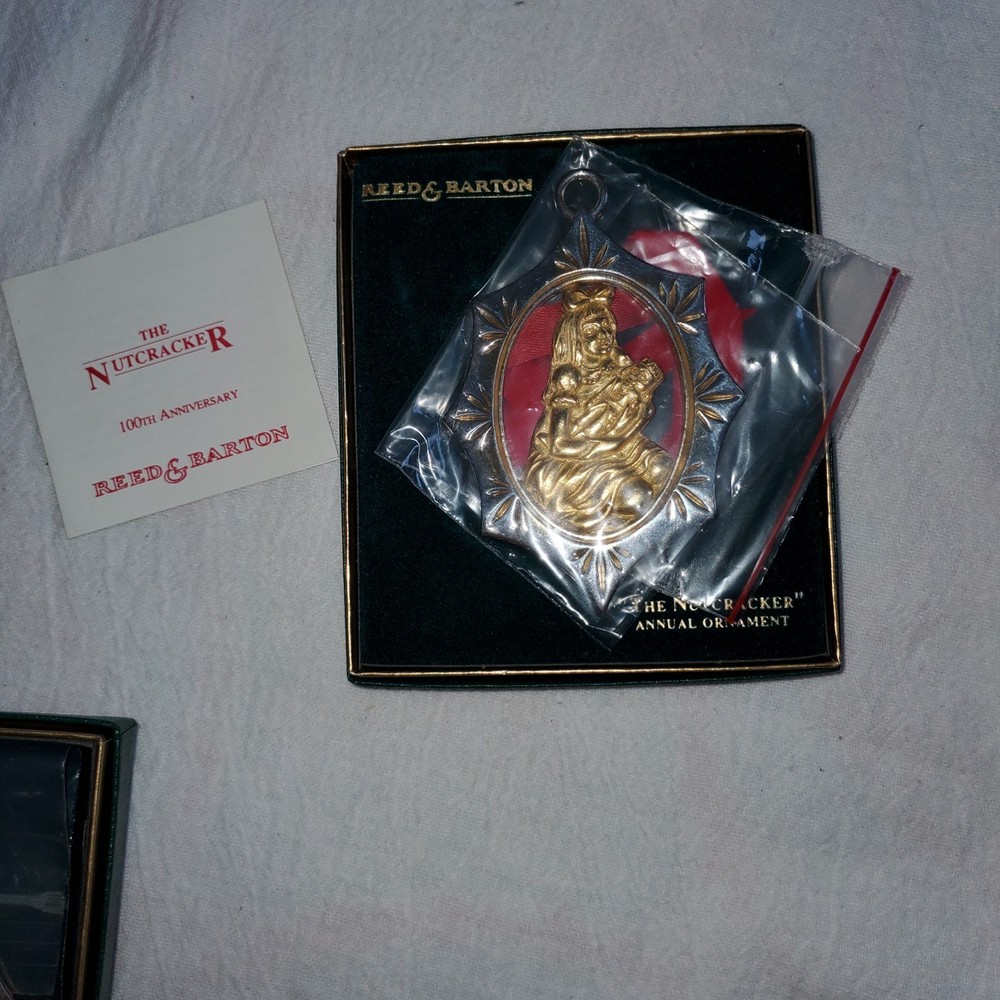 THE
NUTCRACKER
100TH ANNIVERSARY
REED & BARTON
REED & BARTON
"THE NUTCRACKER"
ANNUAL ORNAMENT